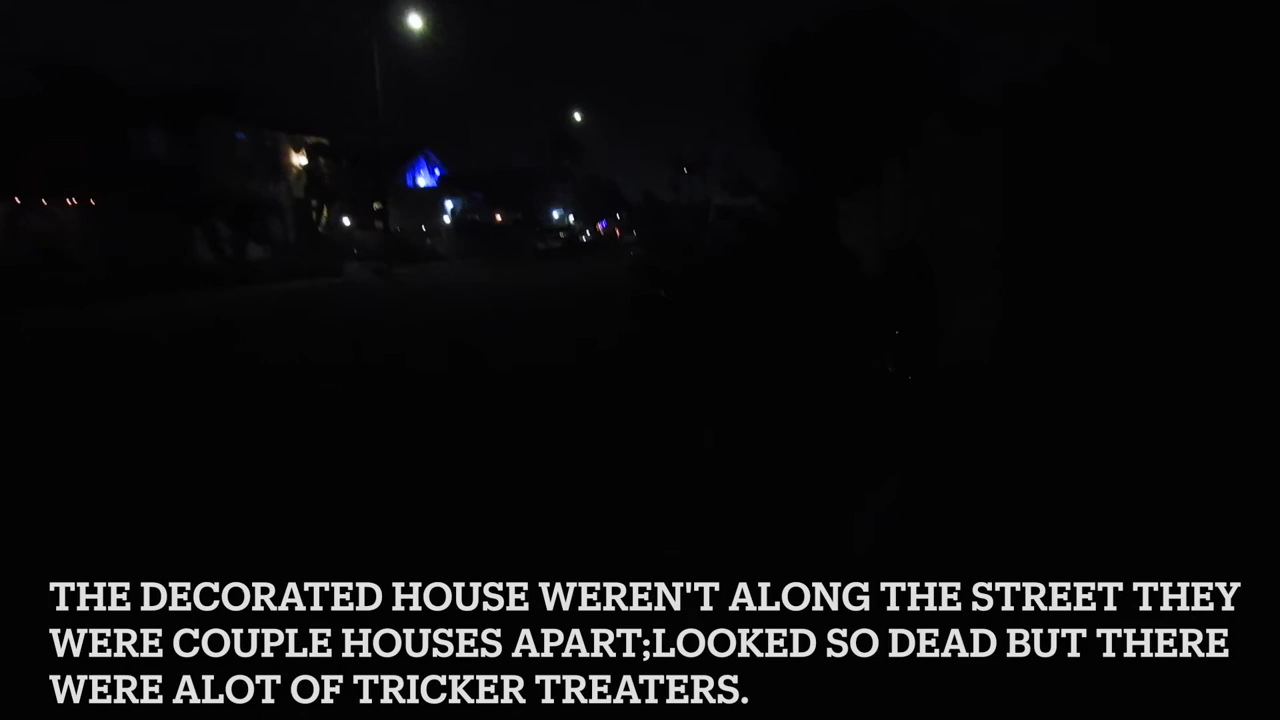 THE DECORATED HOUSE WEREN'T ALONG THE STREET THEY
WERE COUPLE HOUSES APART;LOOKED SO DEAD BUT THERE
WERE ALOT OF TRICKER TREATERS.